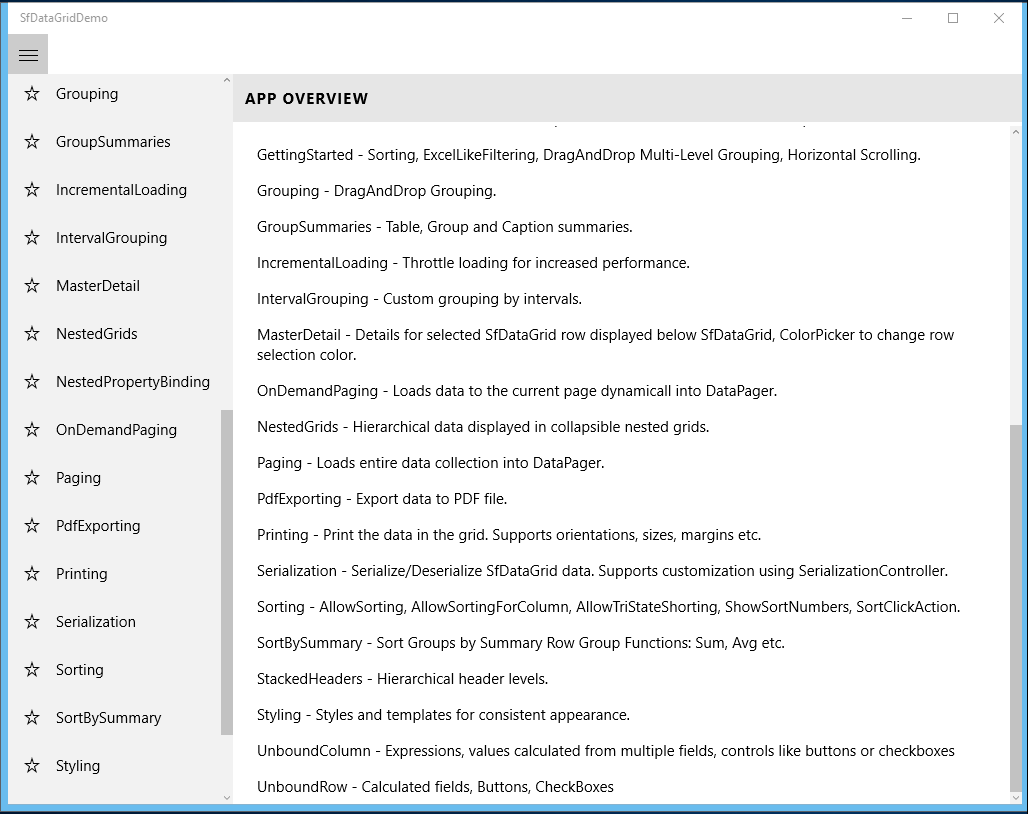 SfDataGridDemo
Grouping
GroupSummaries
IncrementalLoading
IntervalGrouping
MasterDetail
NestedGrids
NestedPropertyBinding
OnDemandPaging
Paging
PdfExporting
Printing
Serialization
Sorting
SortBySummary
Styling
APP OVERVIEW
GettingStarted - Sorting, ExcelLikeFiltering, DragAndDrop Multi-Level Grouping, Horizontal Scrolling.
Grouping - DragAndDrop Grouping.
GroupSummaries - Table, Group and Caption summaries.
IncrementalLoading - Throttle loading for increased performance.
IntervalGrouping - Custom grouping by intervals.
MasterDetail - Details for selected SfDataGrid row displayed below SfDataGrid, ColorPicker to change row
selection color.
OnDemandPaging - Loads data to the current page dynamicall into DataPager.
NestedGrids - Hierarchical data displayed in collapsible nested grids.
Paging - Loads entire data collection into DataPager.
PdfExporting - Export data to PDF file.
Printing - Print the data in the grid. Supports orientations, sizes, margins etc.
Serialization - Serialize/Deserialize SfDataGrid data. Supports customization using SerializationController.
Sorting - AllowSorting, AllowSortingForColumn, AllowTriStateShorting, ShowSortNumbers, SortClickAction.
SortBySummary - Sort Groups by Summary Row Group Functions: Sum, Avg etc.
StackedHeaders - Hierarchical header levels.
Styling - Styles and templates for consistent appearance.
UnboundColumn - Expressions, values calculated from multiple fields, controls like buttons or checkboxes
UnboundRow - Calculated fields, Buttons, CheckBoxes